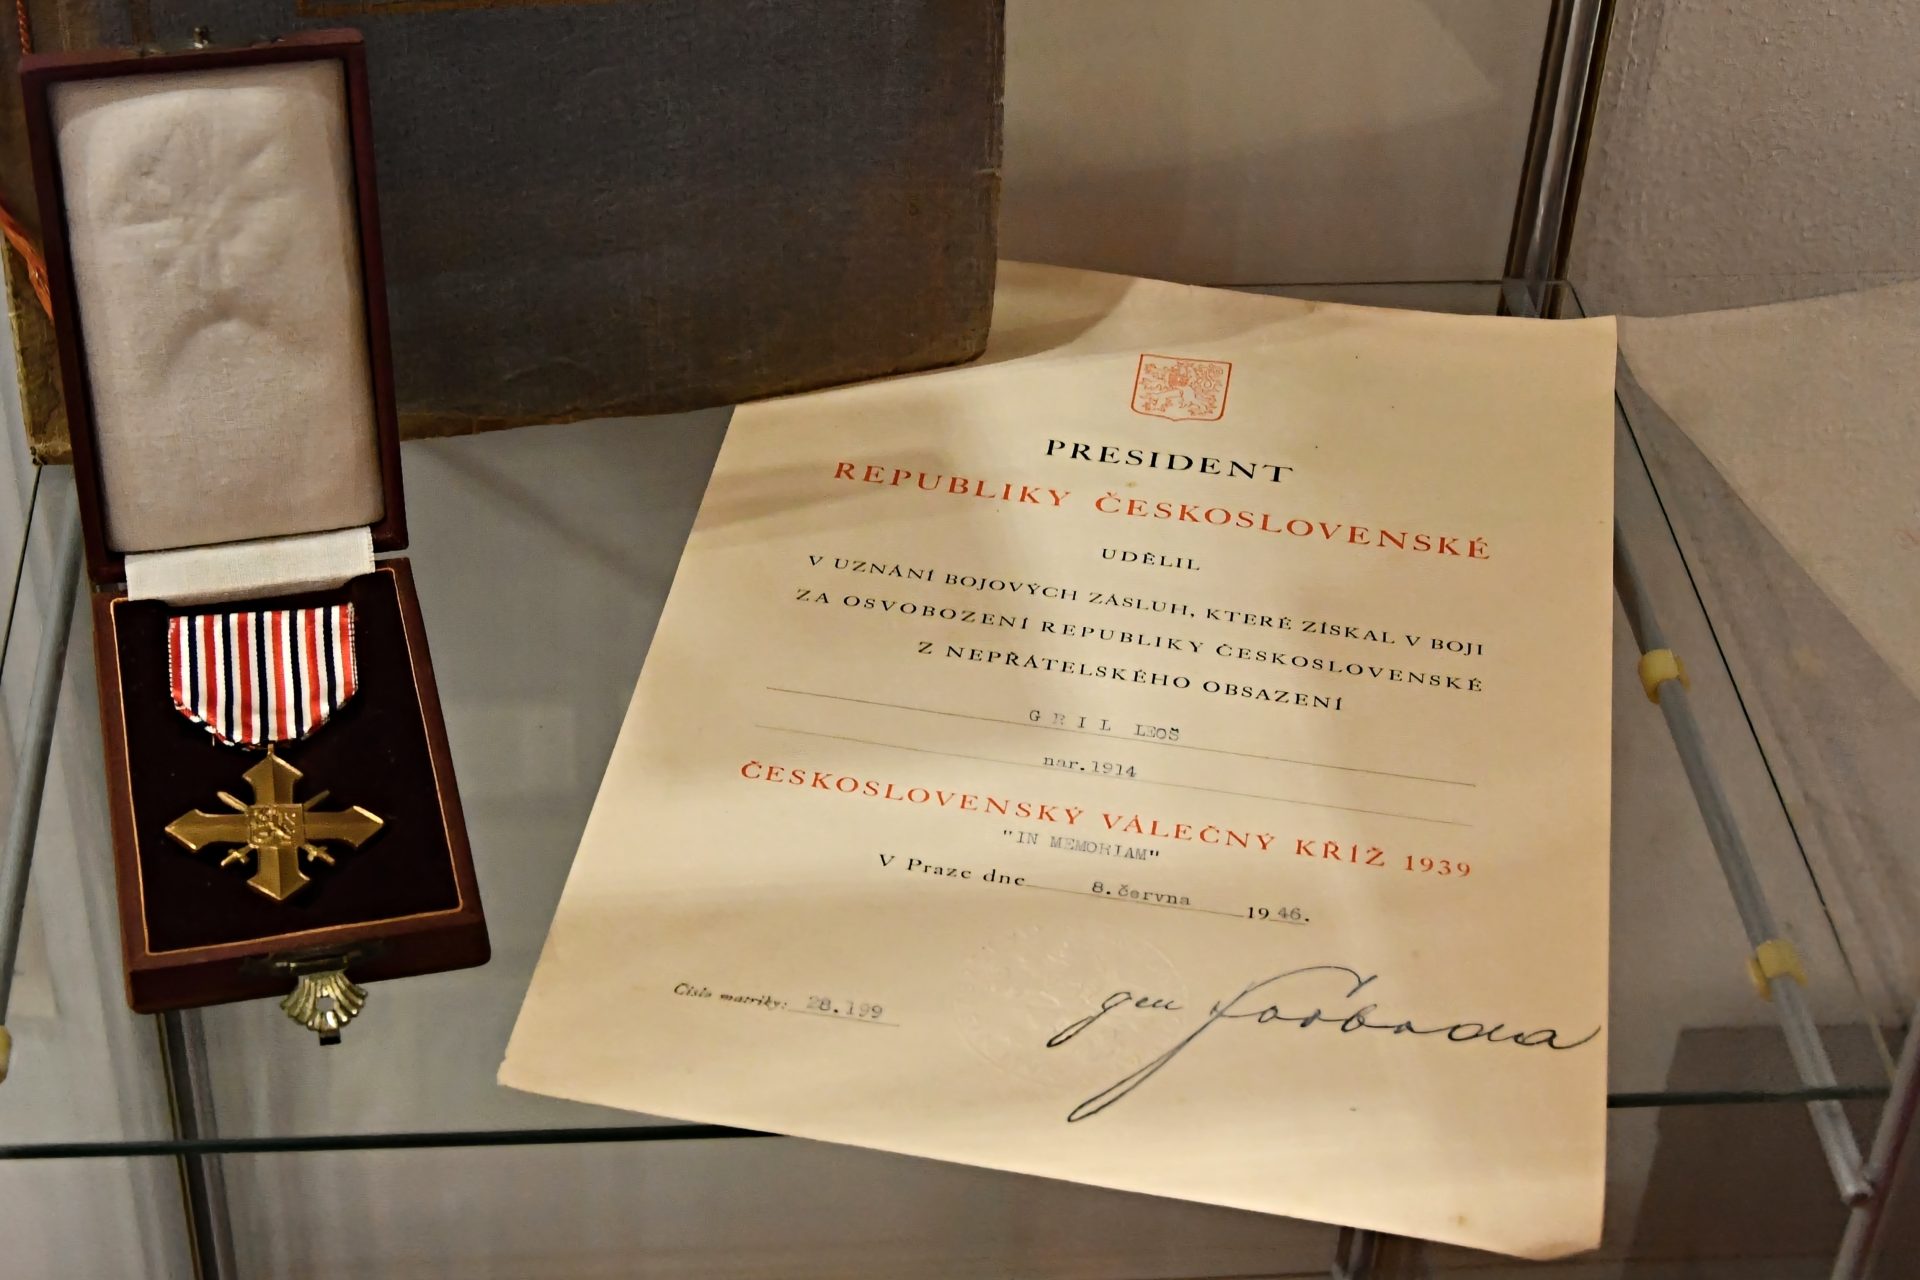 PRESIDENT
REPUBLIKY ČESKOSLOVENSKÉ
UDĚLIL
V UZNÁNÍ BOJOVÝCH ZÁSLUH, KTERÉ ZÍSKAL V BOJI
ZA OSVOBOZENÍ REPUBLIKY ČESKOSLOVENSKÉ
Z NEPŘÁTELSKÉHO OBSAZENÍ
G R I L LEOŠ
nar.1914
ČESKOSLOVENSKÝ VÁLEČNÝ KŘÍŽ 1939
"IN MEMORIAM"
V Praze dne 8.června 1946.
Číslo matriky: 28.199
gen Svoboda